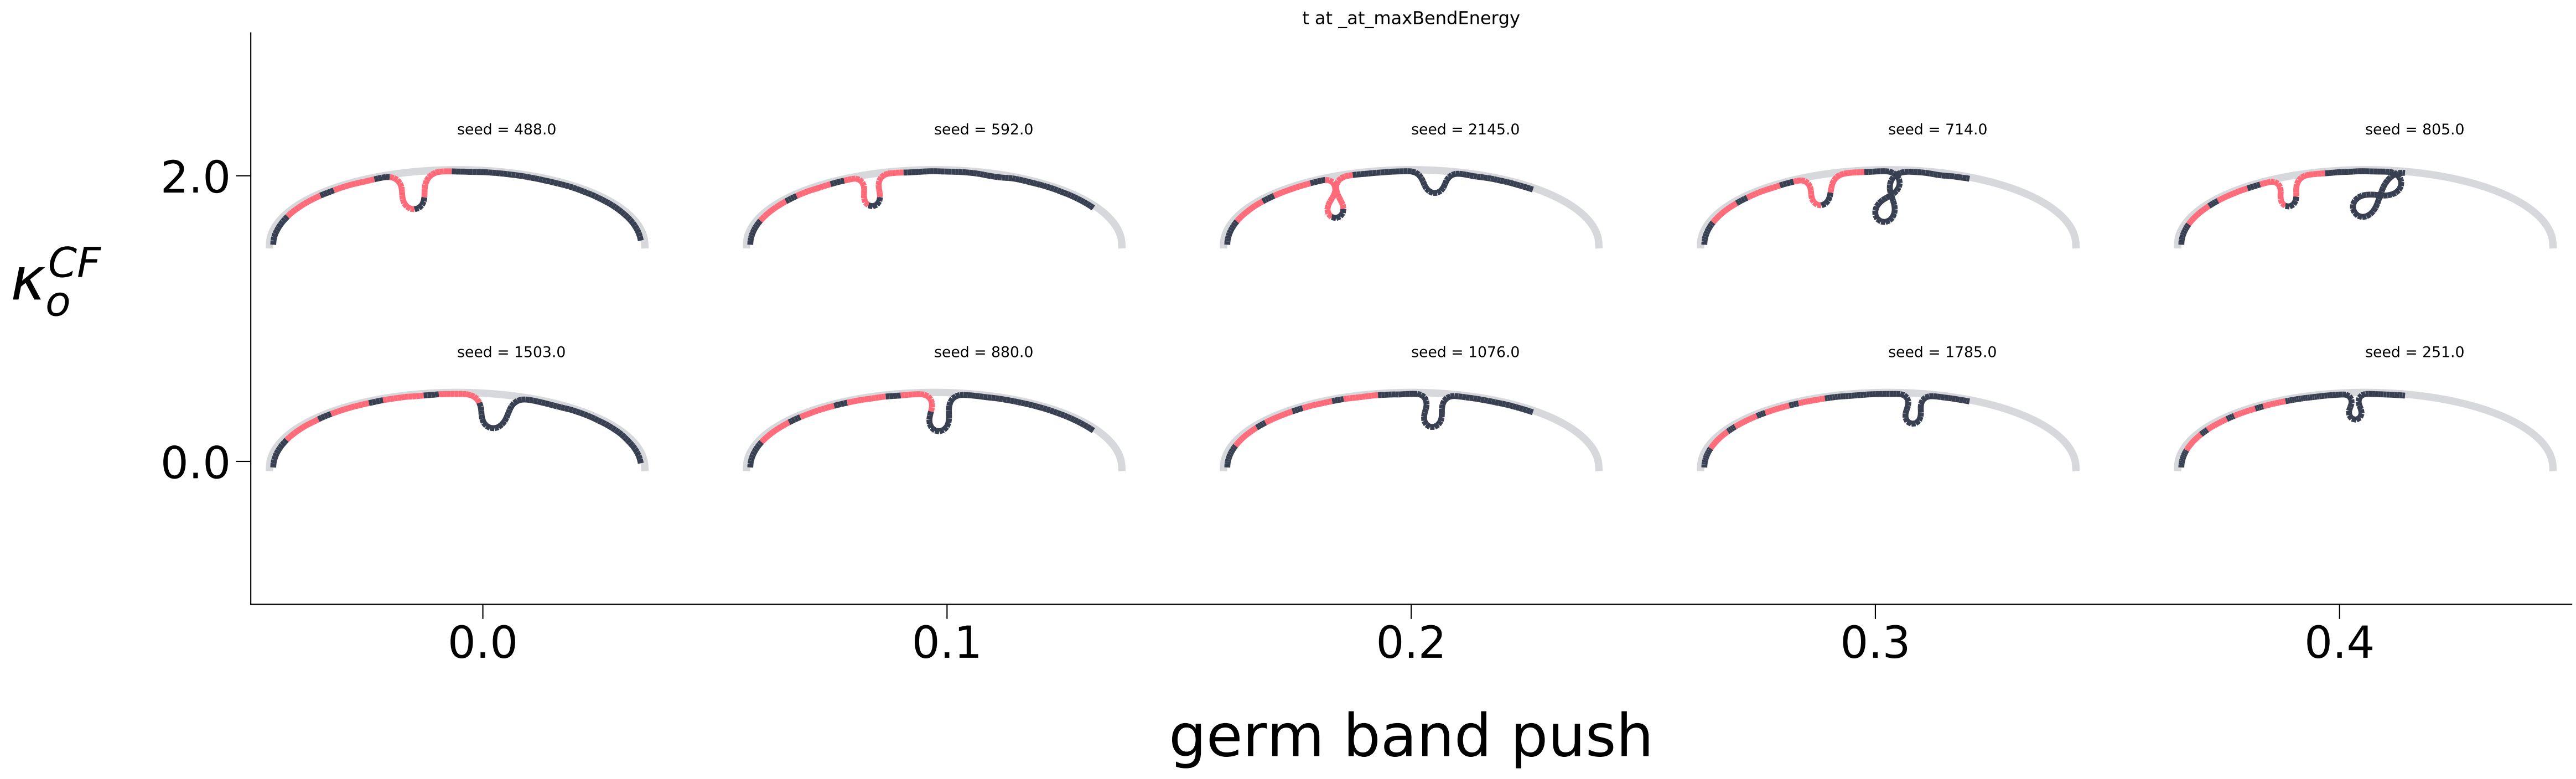 t at _at_maxBendEnergy
seed = 488.0
seed = 592.0
seed = 2145.0
seed = 714.0
seed = 805.0
2.0
κ_o^{CF}
seed = 1503.0
seed = 880.0
seed = 1076.0
seed = 1785.0
seed = 251.0
0.0
0.0
0.1
0.2
0.3
0.4
germ band push